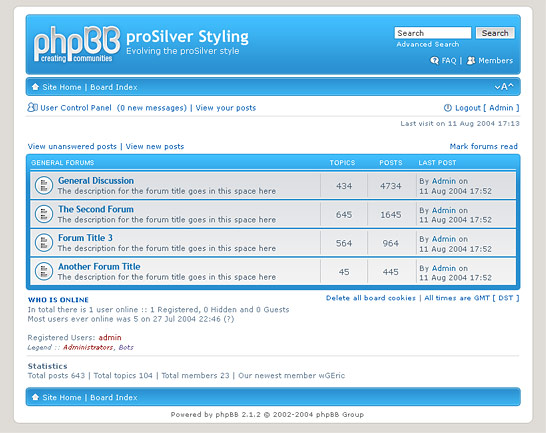 phpBB
creating communities
proSilver Styling
Evolving the proSilver style
Search Search
Advanced Search
FAQ | Members
Site Home | Board Index
A
User Control Panel (0 new messages) | View your posts
Logout [ Admin ]
Last visit on 11 Aug 2004 17:13
View unanswered posts | View new posts
Mark forums read
GENERAL FORUMS TOPICS POSTS LAST POST
General Discussion
The description for the forum title goes in this space here
434 4734
By Admin on
11 Aug 2004 17:52
The Second Forum
The description for the forum title goes in this space here
645 1645
By Admin on
11 Aug 2004 17:52
Forum Title 3
The description for the forum title goes in this space here
564 964
By Admin on
11 Aug 2004 17:52
Another Forum Title
The description for the forum title goes in this space here
45 445
By Admin on
11 Aug 2004 17:52
WHO IS ONLINE
Delete all board cookies | All times are GMT [ DST ]
In total there is 1 user online :: 1 Registered, 0 Hidden and 0 Guests
Most users ever online was 5 on 27 Jul 2004 22:46 (?)
Registered Users: admin
Legend :: Administrators, Bots
Statistics
Total posts 643 | Total topics 104 | Total members 23 | Our newest member wGEric
Site Home | Board Index
Powered by phpBB 2.1.2 © 2002-2004 phpBB Group